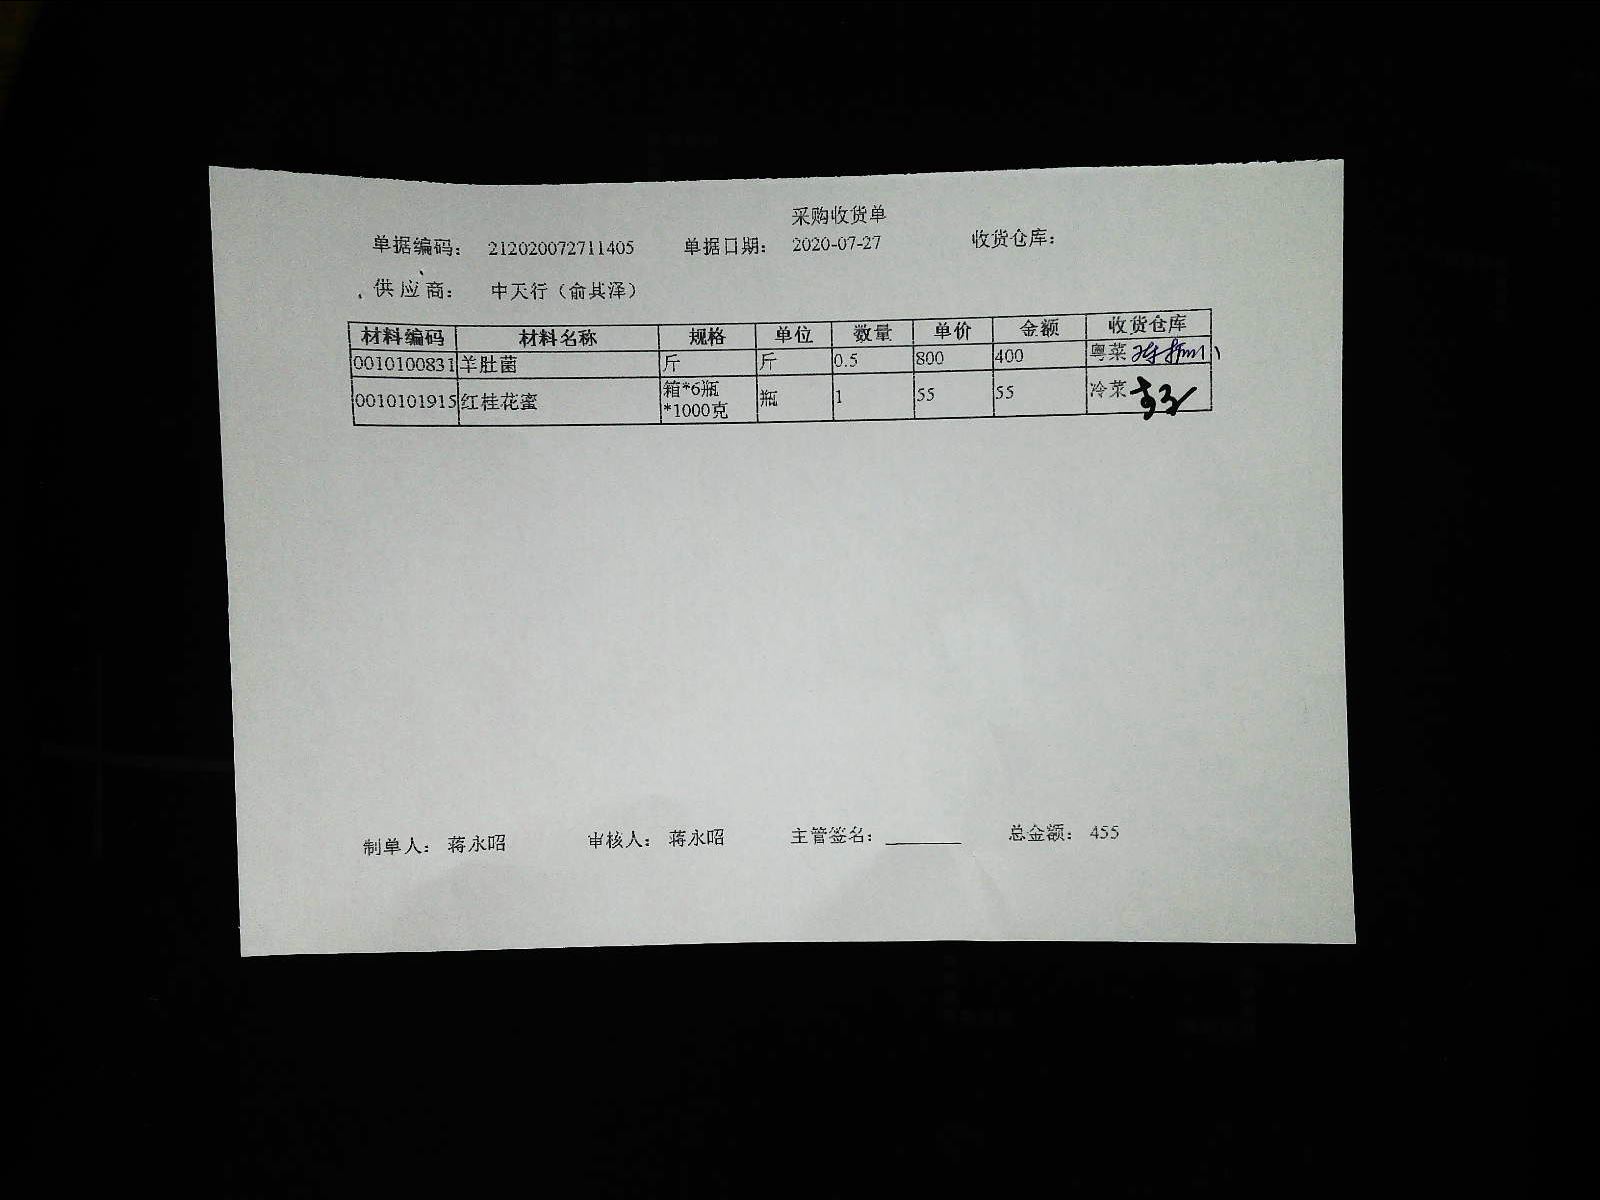 采购收货单
单据编码： 212020072711405 单据日期： 2020-07-27 收货仓库：
供应商： 中天行（俞其泽）
材料编码 材料名称 规格 单位 数量 单价 金额 收货仓库
0010100831 羊肚菌 斤 斤 0.5 800 400 粤菜
0010101915 红桂花蜜 箱*6瓶 瓶 1 55 55 冷菜
*1000克
制单人： 蒋永昭 审核人： 蒋永昭 主管签名： 总金额： 455